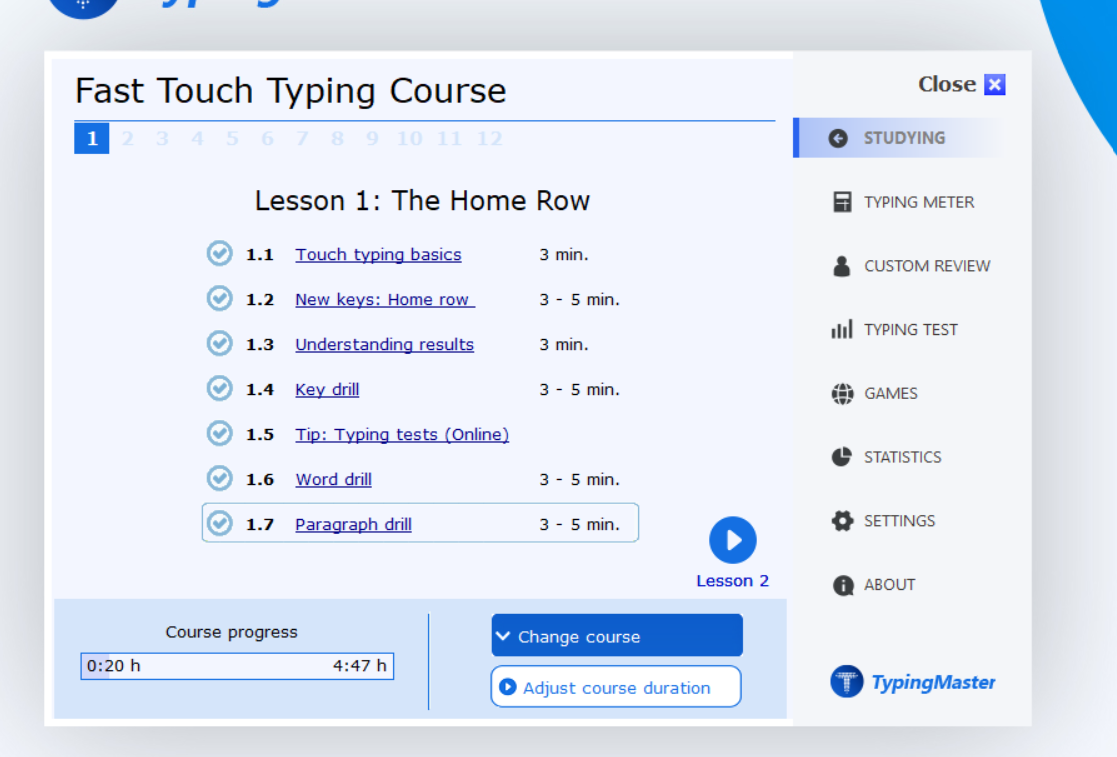 Fast Touch Typing Course
1 2 3 4 5 6 7 8 9 10 11 12
Lesson 1: The Home Row
1.1 Touch typing basics 3 min.
1.2 New keys: Home row 3 - 5 min.
1.3 Understanding results 3 min.
1.4 Key drill 3 - 5 min.
1.5 Tip: Typing tests (Online)
1.6 Word drill 3 - 5 min.
1.7 Paragraph drill 3 - 5 min.
Lesson 2
Course progress
0:20 h 4:47 h
Change course
Adjust course duration
Close
STUDYING
TYPING METER
CUSTOM REVIEW
TYPING TEST
GAMES
STATISTICS
SETTINGS
ABOUT
TypingMaster